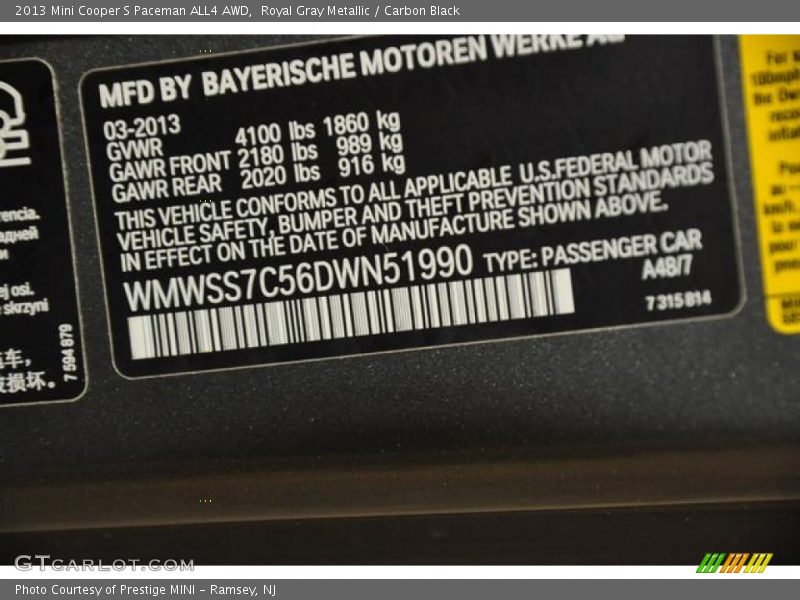 2013 Mini Cooper S Paceman ALL4 AWD, Royal Gray Metallic / Carbon Black
MFD BY BAYERISCHE MOTOREN WERKE AG
03-2013
GVWR 4100 lbs 1860 kg
GAWR FRONT 2180 lbs 989 kg
GAWR REAR 2020 lbs 916 kg
THIS VEHICLE CONFORMS TO ALL APPLICABLE U.S.FEDERAL MOTOR
VEHICLE SAFETY, BUMPER AND THEFT PREVENTION STANDARDS
IN EFFECT ON THE DATE OF MANUFACTURE SHOWN ABOVE.
WMWSS7C56DWN51990 TYPE: PASSENGER CAR
A48/7
7 315 814
skrzyni
车，
损坏。
7 594 879
GTCARLOT.COM
Photo Courtesy of Prestige MINI - Ramsey, NJ